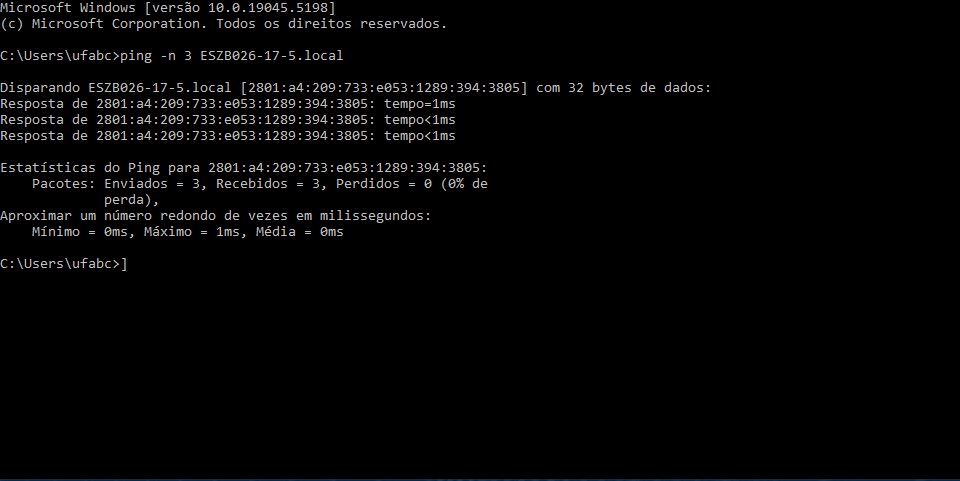 Microsoft Windows [versão 10.0.19045.5198]
(c) Microsoft Corporation. Todos os direitos reservados.
C:\Users\ufabc>ping -n 3 ESZB026-17-5.local
Disparando ESZB026-17-5.local [2801:a4:209:733:e053:1289:394:3805] com 32 bytes de dados:
Resposta de 2801:a4:209:733:e053:1289:394:3805: tempo=1ms
Resposta de 2801:a4:209:733:e053:1289:394:3805: tempo<1ms
Resposta de 2801:a4:209:733:e053:1289:394:3805: tempo<1ms
Estatísticas do Ping para 2801:a4:209:733:e053:1289:394:3805:
    Pacotes: Enviados = 3, Recebidos = 3, Perdidos = 0 (0% de
             perda),
Aproximar um número redondo de vezes em milissegundos:
    Mínimo = 0ms, Máximo = 1ms, Média = 0ms
C:\Users\ufabc>]